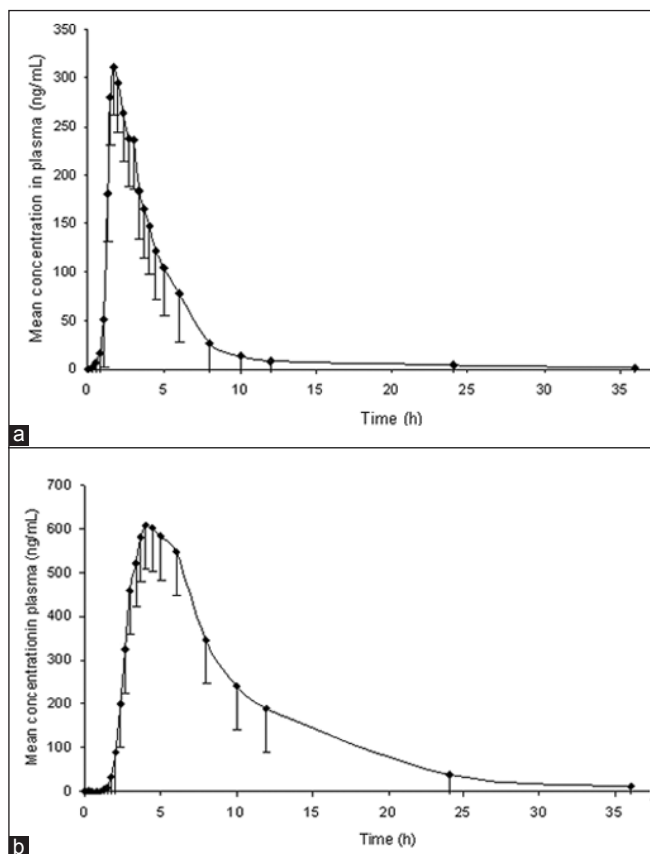 350
300
250
200
150
100
50
0
Mean concentration in plasma (ng/mL)
0 5 10 15 20 25 30 35
Time (h)
a
700
600
500
400
300
200
100
0
Mean concentrationin plasma (ng/mL)
0 5 10 15 20 25 30 35
Time (h)
b